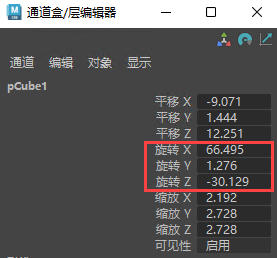 通道盒/层编辑器
通道 编辑 对象 显示
pCube1
平移 X -9.071
平移 Y 1.444
平移 Z 12.251
旋转 X 66.495
旋转 Y 1.276
旋转 Z -30.129
缩放 X 2.192
缩放 Y 2.728
缩放 Z 2.728
可见性 启用